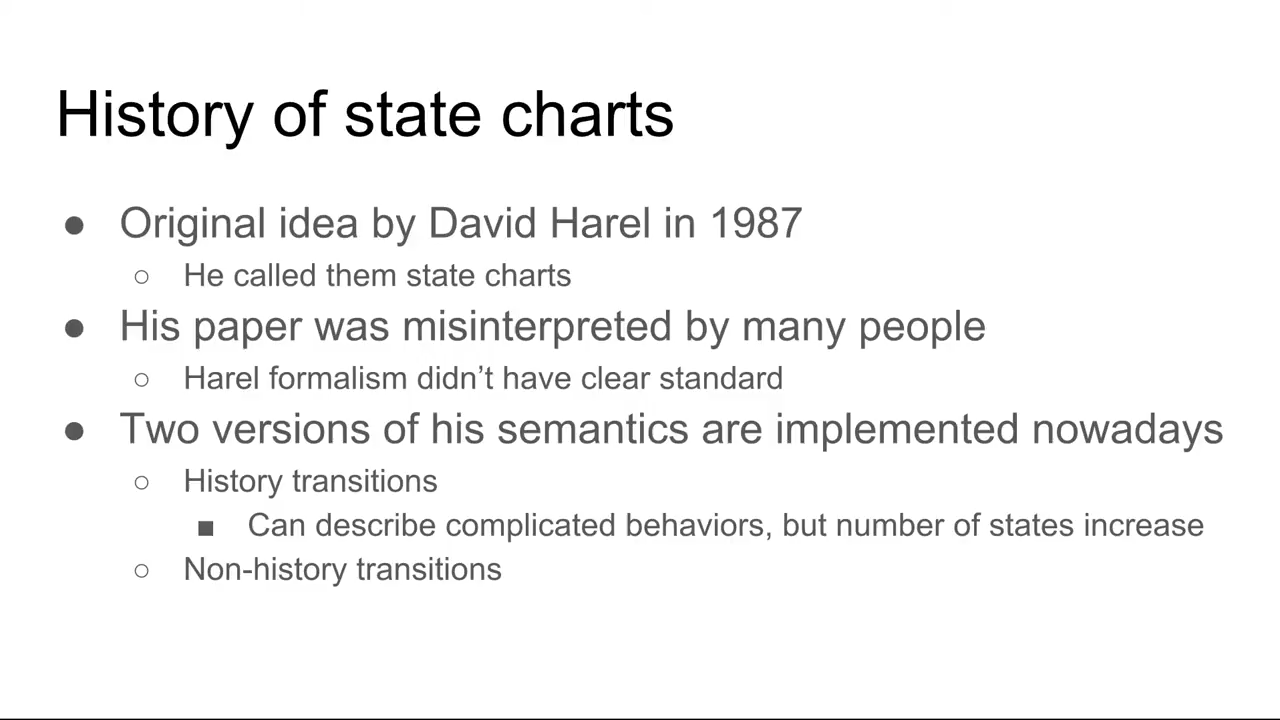 History of state charts
● Original idea by David Harel in 1987
○ He called them state charts
● His paper was misinterpreted by many people
○ Harel formalism didn’t have clear standard
● Two versions of his semantics are implemented nowadays
○ History transitions
■ Can describe complicated behaviors, but number of states increase
○ Non-history transitions